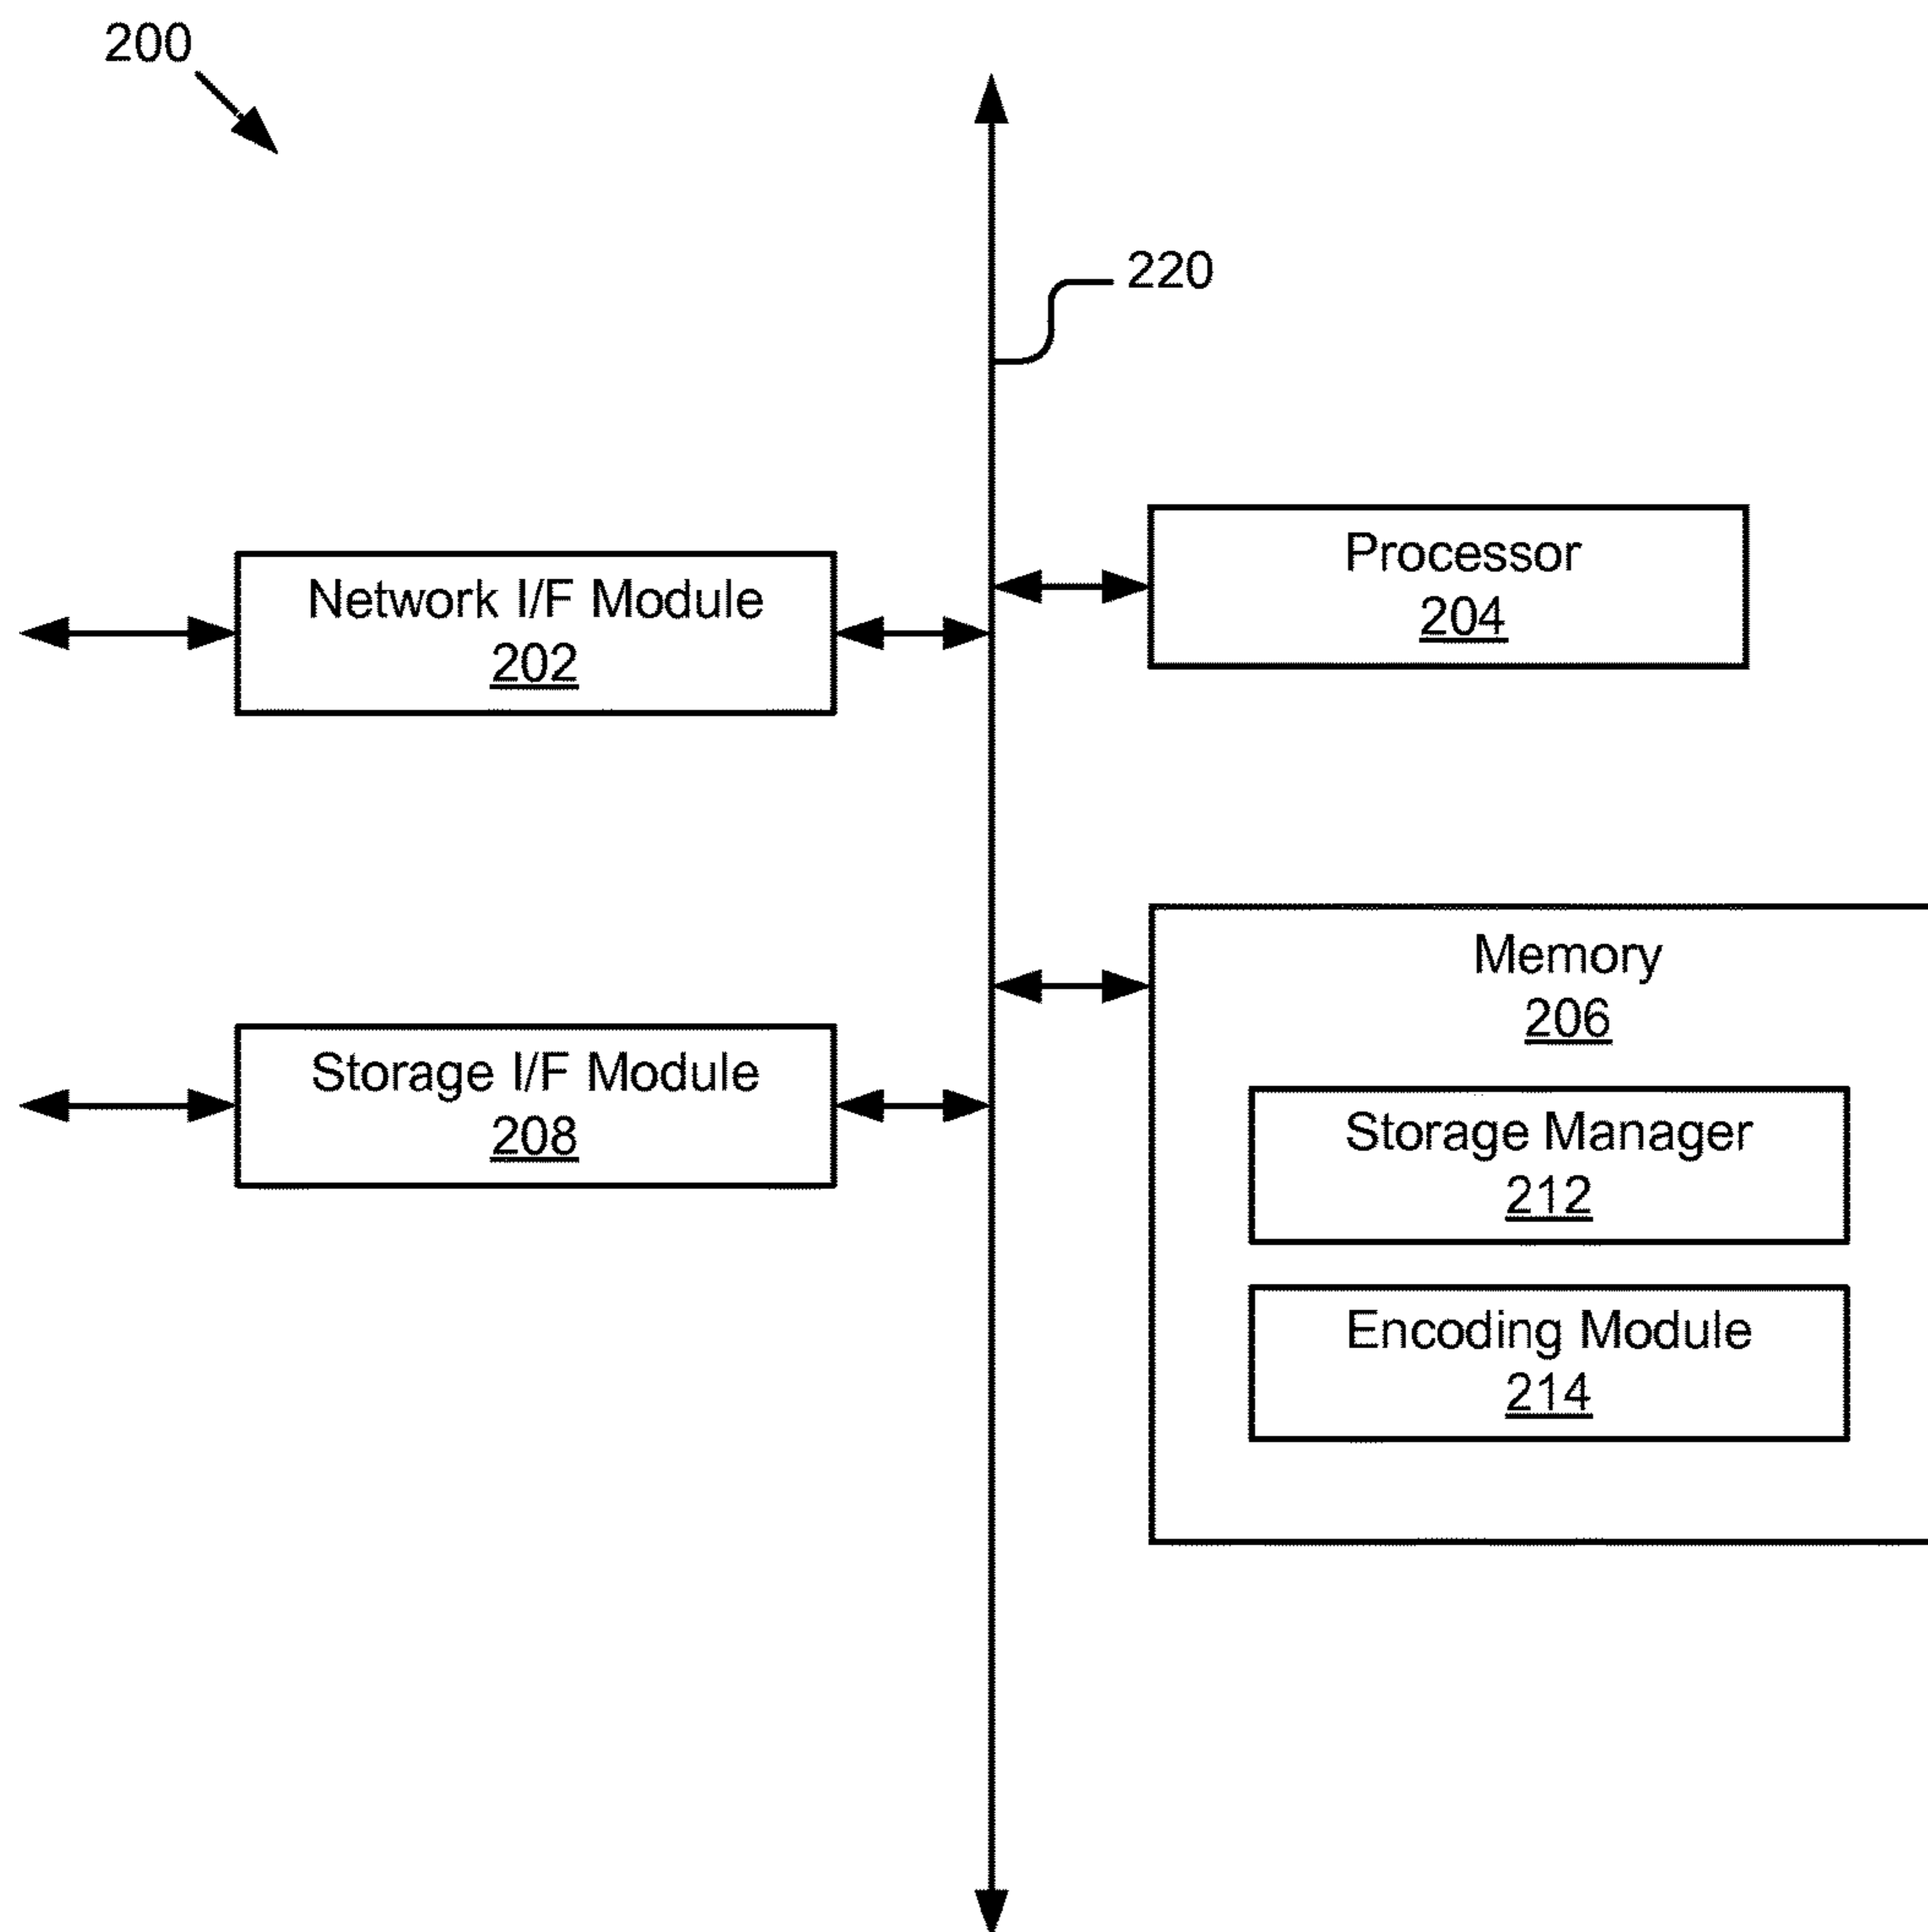 200
220
Processor
204
Network I/F Module
202
Memory
206
Storage I/F Module
208
Storage Manager
212
Encoding Module
214